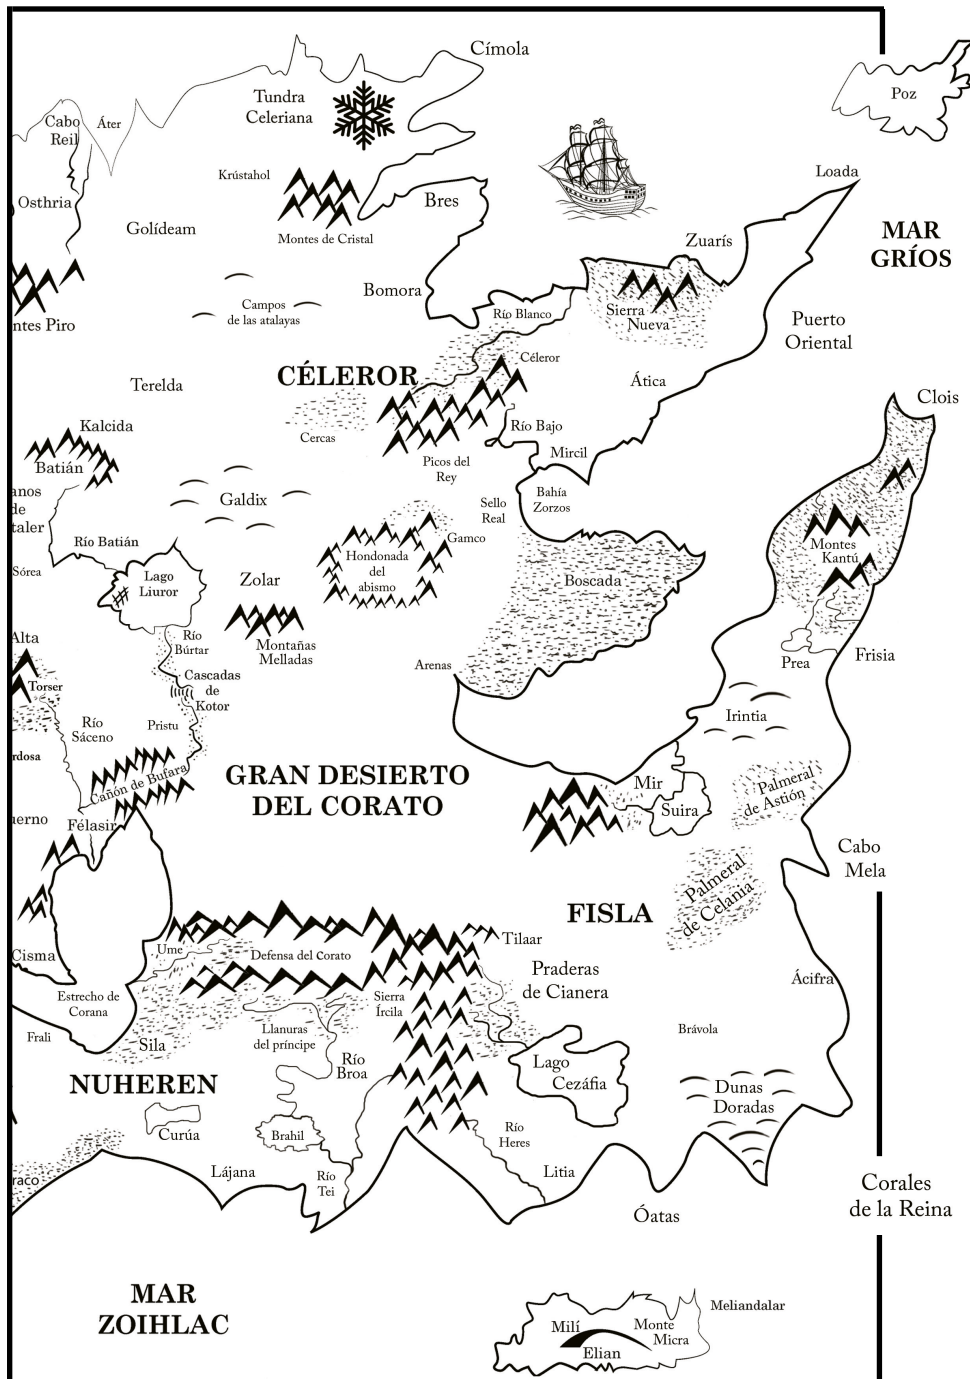 Címola
Poz
Tundra
Celeriana
Cabo
Reil
Áter
Krústahol
Loada
Osthria
Bres
Golídeam
Montes de Cristal
Zuarís
MAR
GRÍOS
Bomora
Campos
de las atalayas
Río Blanco
Sierra
Nueva
Puerto
Oriental
ntes Piro
Céleror
CÉLEROR
Terelda
Ática
Clois
Kalcida
Cercas
Río Bajo
Batián
Picos del
Rey
Mircil
anos
de
taler
Galdix
Sello
Real
Bahía
Zorzos
Río Batián
Gamco
Montes
Kantú
Hondonada
del
abismo
Sórea
Lago
Liuror
Zolar
Boscada
Alta
Río
Búrtar
Montañas
Melladas
Arenas
Prea
Frisia
Torser
Cascadas
de
Kotor
Río
Sáceno
Pristu
Irintia
rdosa
Cañón de Bufara
GRAN DESIERTO
DEL CORATO
Mir
Suira
Palmeral
de Astión
uerno
Félasir
Cabo
Mela
Palmeral
de Celania
FISLA
Cisma
Ume
Defensa del Corato
Tilaar
Praderas
de Cianera
Ácifra
Estrecho de
Corana
Sierra
Írcila
Frali
Sila
Llanuras
del príncipe
Brávola
Río
Broa
Lago
Cezáfia
NUHEREN
Dunas
Doradas
Curúa
Brahil
Río
Heres
raco
Lájana
Río
Tei
Litia
Corales
de la Reina
Óatas
MAR
ZOIHLAC
Meliandalar
Milí
Monte
Micra
Elian